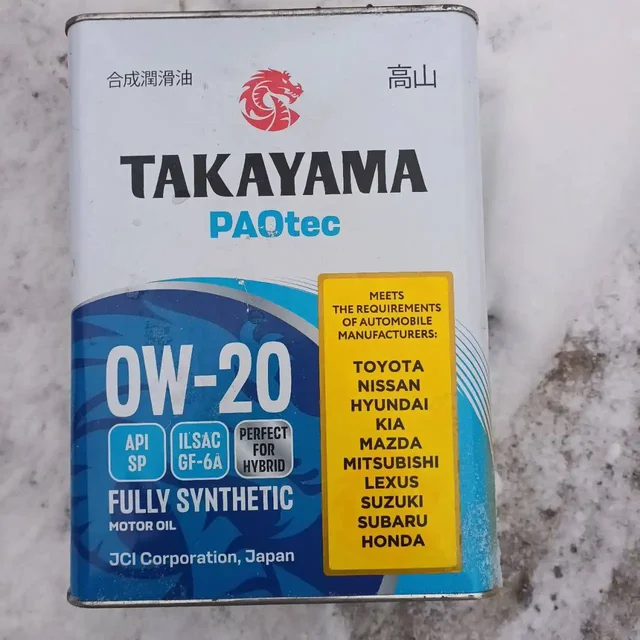 合成潤滑油
高山
TAKAYAMA
PAOtec
0W-20
API
SP
ILSAC
GF-6A
PERFECT
FOR
HYBRID
FULLY SYNTHETIC
MOTOR OIL
JCI Corporation, Japan
MEETS
THE REQUIREMENTS
OF AUTOMOBILE
MANUFACTURERS:
TOYOTA
NISSAN
HYUNDAI
KIA
MAZDA
MITSUBISHI
LEXUS
SUZUKI
SUBARU
HONDA